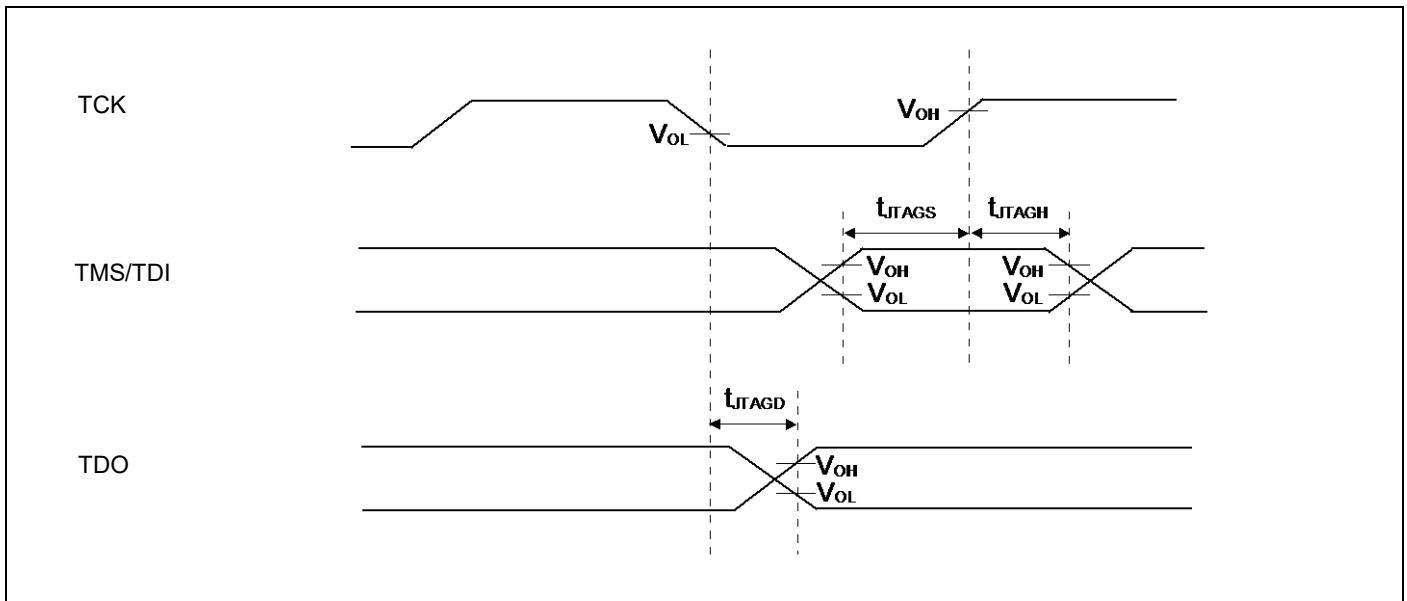 TCK
VOL
VOH
tJTAGS
tJTAGH
TMS/TDI
VOH
VOL
VOH
VOL
tJTAGD
TDO
VOH
VOL